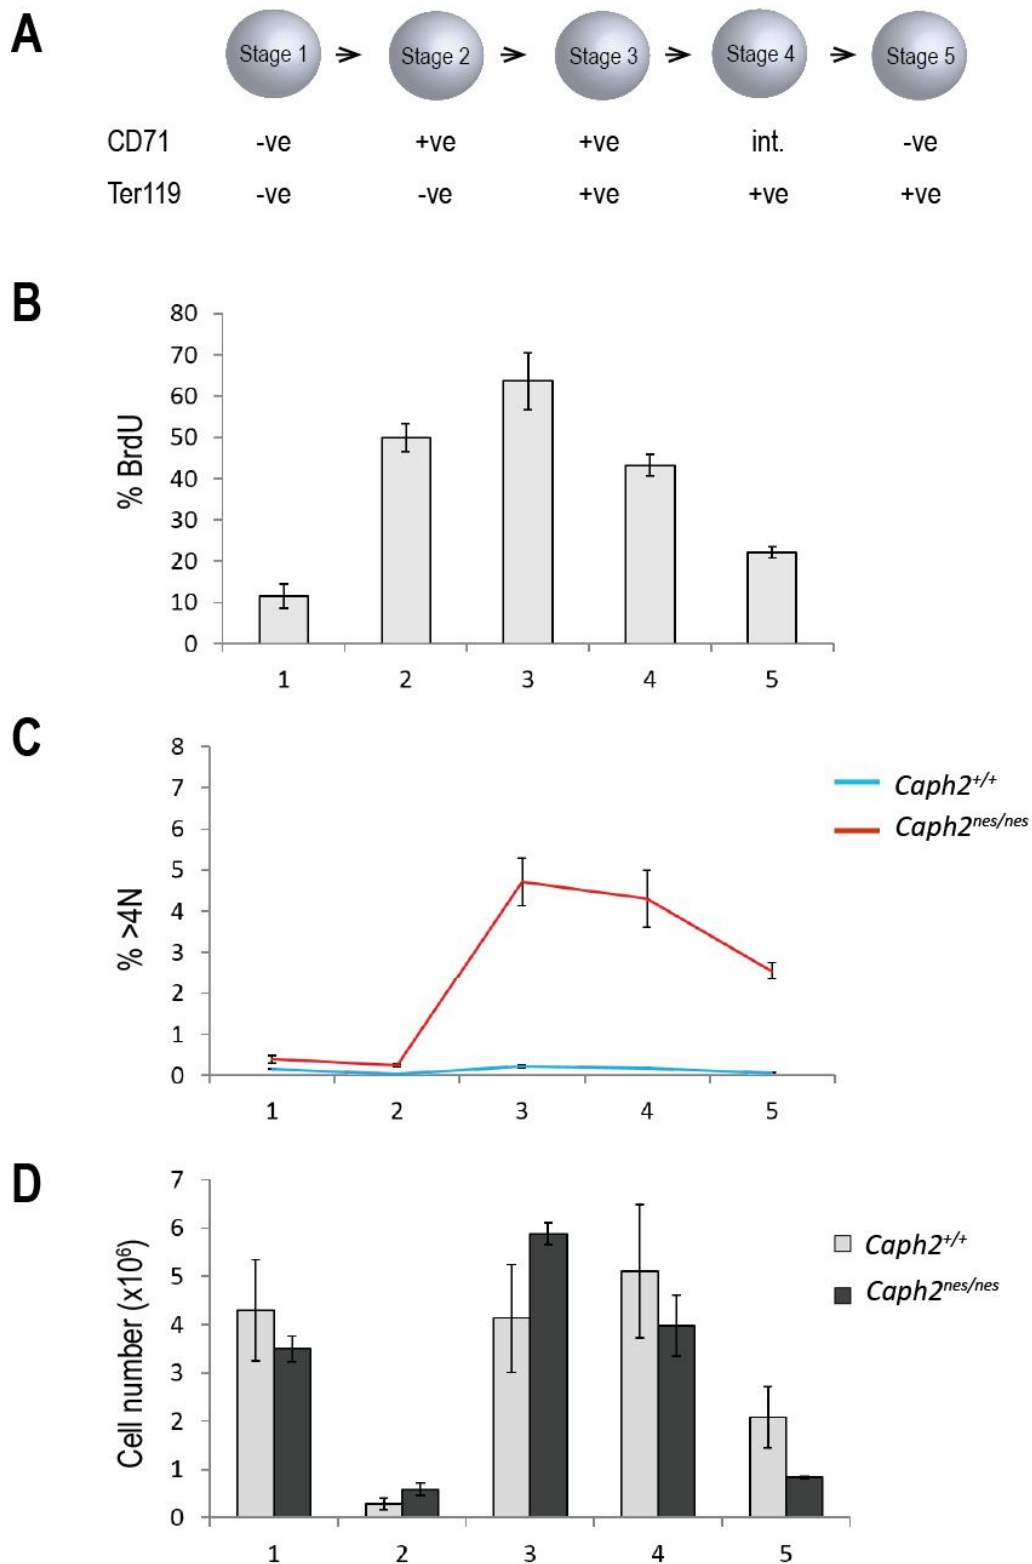 A
Stage 1 > Stage 2 > Stage 3 > Stage 4 > Stage 5
CD71 -ve +ve +ve int. -ve
Ter119 -ve -ve +ve +ve +ve
B
% BrdU
80
70
60
50
40
30
20
10
0
1 2 3 4 5
C
% >4N
8
7
6
5
4
3
2
1
0
1 2 3 4 5
Caph2+/+
Caph2nes/nes
D
Cell number (x10⁶)
7
6
5
4
3
2
1
0
1 2 3 4 5
Caph2+/+
Caph2nes/nes